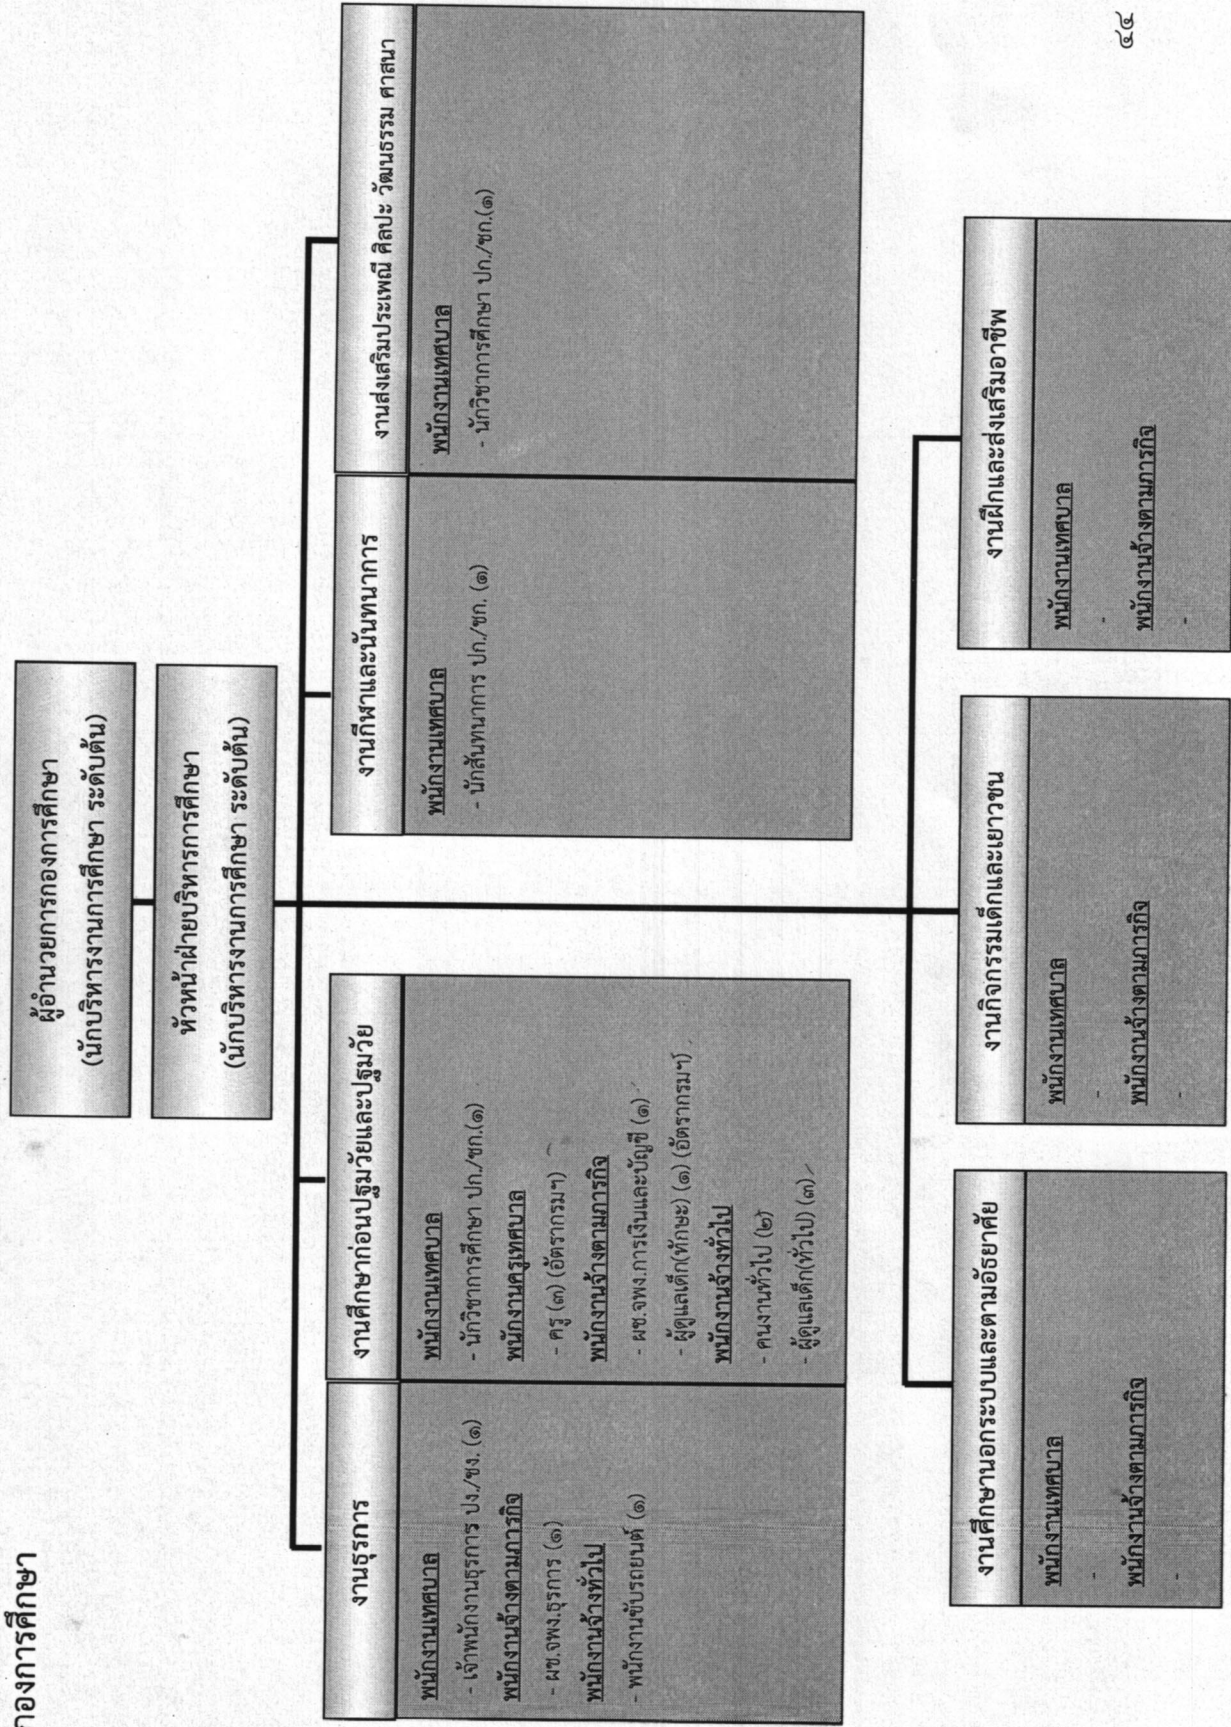 กองการศึกษา
ผู้อำนวยการกองการศึกษา
(นักบริหารงานการศึกษา ระดับต้น)
หัวหน้าฝ่ายบริหารการศึกษา
(นักบริหารงานการศึกษา ระดับต้น)
งานธุรการ
พนักงานเทศบาล
- เจ้าพนักงานธุรการ ปง./ชง. (๑)
พนักงานจ้างตามภารกิจ
- ผช.จพง.ธุรการ (๑)
พนักงานจ้างทั่วไป
- พนักงานขับรถยนต์ (๑)
งานศึกษาก่อนปฐมวัยและปฐมวัย
พนักงานเทศบาล
- นักวิชาการศึกษา ปก./ชก.(๑)
พนักงานครูเทศบาล
- ครู (๓) (อัตรากรมฯ)
พนักงานจ้างตามภารกิจ
- ผช.จพง.การเงินและบัญชี (๑)
- ผู้ดูแลเด็ก(ทักษะ) (๑) (อัตรากรมฯ)
พนักงานจ้างทั่วไป
- คนงานทั่วไป (๒)
- ผู้ดูแลเด็ก(ทั่วไป) (๓)
งานกีฬาและนันทนาการ
พนักงานเทศบาล
- นักสันทนาการ ปก./ชก. (๑)
งานส่งเสริมประเพณี ศิลปะ วัฒนธรรม ศาสนา
พนักงานเทศบาล
- นักวิชาการศึกษา ปก./ชก.(๑)
งานศึกษานอกระบบและตามอัธยาศัย
พนักงานเทศบาล
-
พนักงานจ้างตามภารกิจ
-
งานกิจกรรมเด็กและเยาวชน
พนักงานเทศบาล
-
พนักงานจ้างตามภารกิจ
-
งานฝึกและส่งเสริมอาชีพ
พนักงานเทศบาล
-
พนักงานจ้างตามภารกิจ
-
๔๔